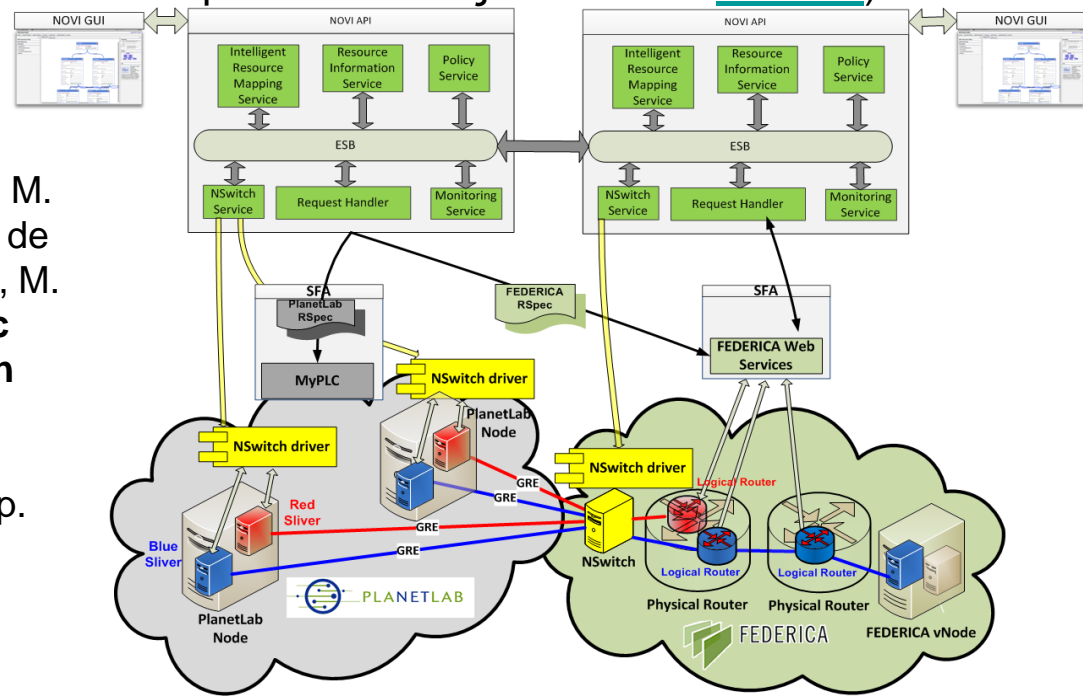 NOVI GUI
NOVI API
NOVI API
NOVI GUI
Intelligent
Resource
Mapping
Service
Resource
Information
Service
Policy
Service
Intelligent
Resource
Mapping
Service
Resource
Information
Service
Policy
Service
ESB
ESB
NSwitch
Service
Request Handler
Monitoring
Service
NSwitch
Service
Request Handler
Monitoring
Service
M.
de
, M.
c
n
p.
SFA
PlanetLab
RSpec
MyPLC
FEDERICA
RSpec
SFA
FEDERICA Web
Services
NSwitch driver
PlanetLab
Node
NSwitch driver
NSwitch driver
GRE
GRE
GRE
GRE
Red
Sliver
Blue
Sliver
PlanetLab
Node
PLANETLAB
NSwitch
Logical Router
Logical Router
Logical Router
Physical Router
Physical Router
FEDERICA vNode
FEDERICA